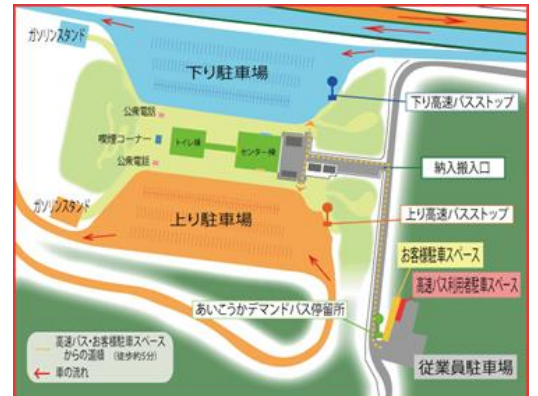 ガソリンスタンド
下り駐車場
下り高速バスストップ
公衆電話
喫煙コーナー
トイレ棟
センター棟
公衆電話
納入搬入口
ガソリンスタンド
上り駐車場
上り高速バスストップ
お客様駐車スペース
高速バス利用者駐車スペース
あいこうかデマンドバス停留所
高速バス・お客様駐車スペース
からの道順 (徒歩約5分)
車の流れ
従業員駐車場